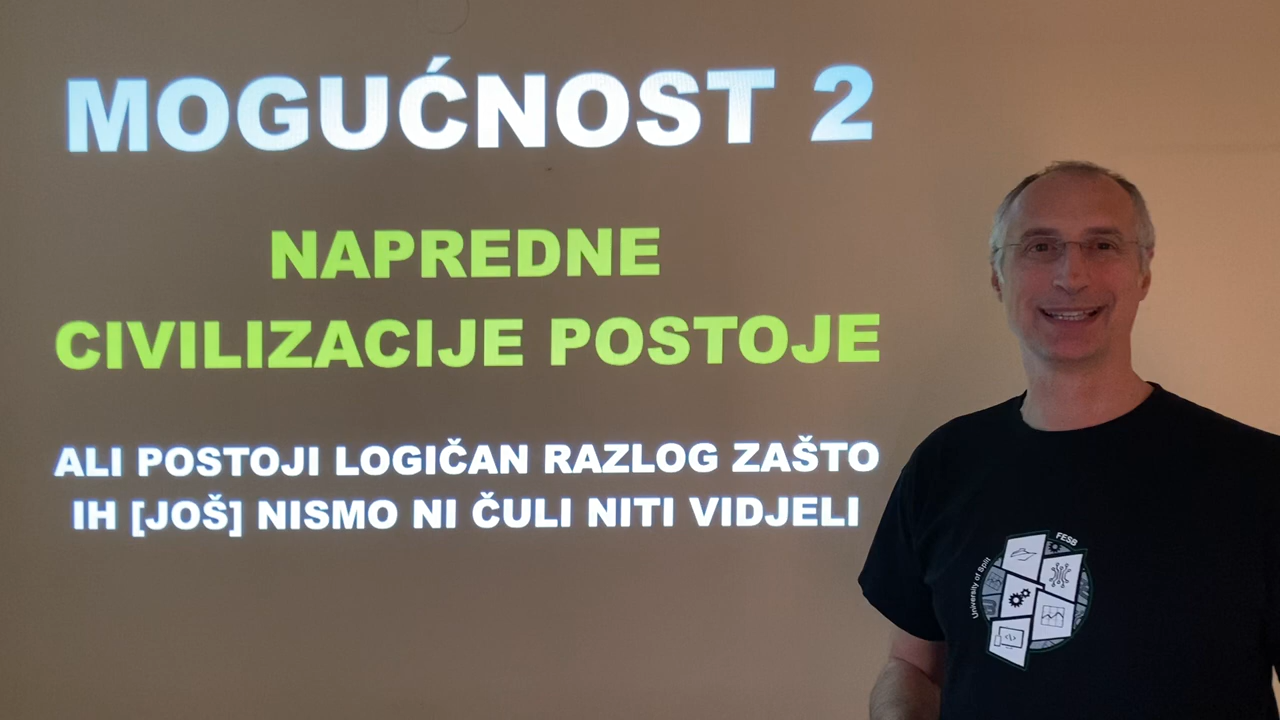 MOGUĆNOST 2
NAPREDNE
CIVILIZACIJE POSTOJE
ALI POSTOJI LOGIČAN RAZLOG ZAŠTO
IH [JOŠ] NISMO NI ČULI NITI VIDJELI
University of Split
FESB